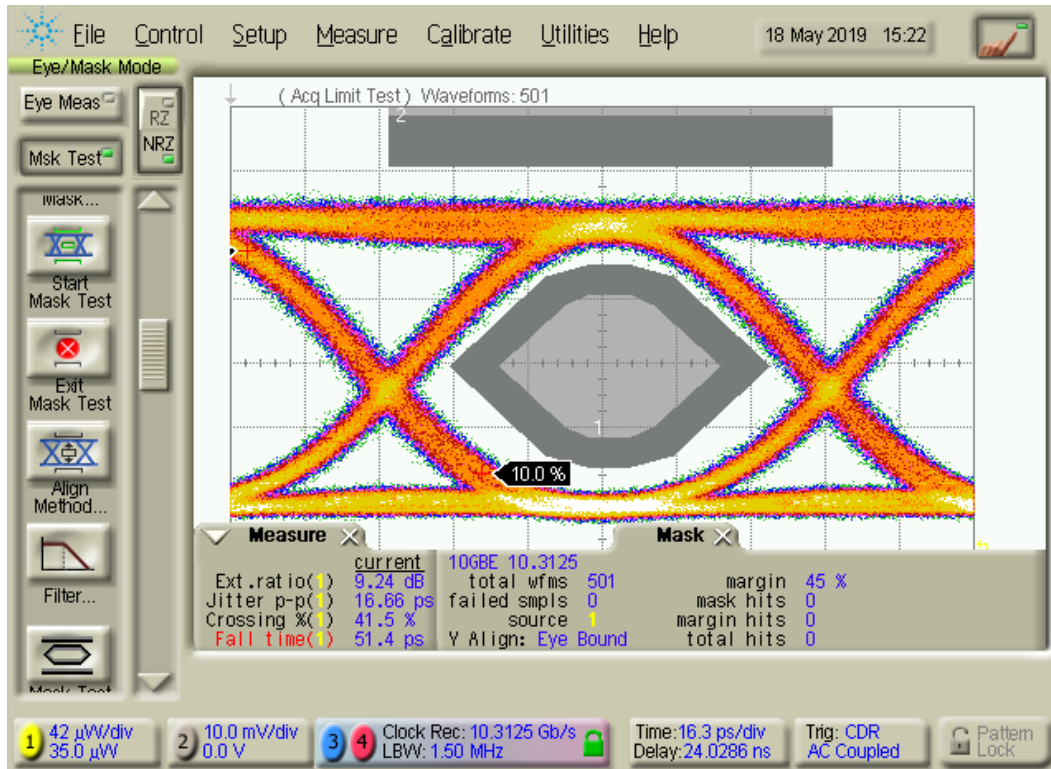 File Control Setup Measure Calibrate Utilities Help 18 May 2019 15:22
Eye/Mask Mode
Eye Meas
RZ
NRZ
Msk Test
Mask...
Start
Mask Test
Exit
Mask Test
Align
Method...
Filter...
Mask Test
( Acq Limit Test ) Waveforms: 501
2
1
10.0 %
Measure
current
Ext.ratio(1) 9.24 dB
Jitter p-p(1) 16.66 ps
Crossing %(1) 41.5 %
Fall time(1) 51.4 ps
Mask
10GBE 10.3125
total wfms 501 margin 45 %
failed smpls 0 mask hits 0
source 1 margin hits 0
Y Align: Eye Bound total hits 0
1 42 µW/div
35.0 µW
2 10.0 mV/div
0.0 V
3 4 Clock Rec: 10.3125 Gb/s
LBW: 1.50 MHz
Time:16.3 ps/div
Delay:24.0286 ns
Trig: CDR
AC Coupled
Pattern
Lock